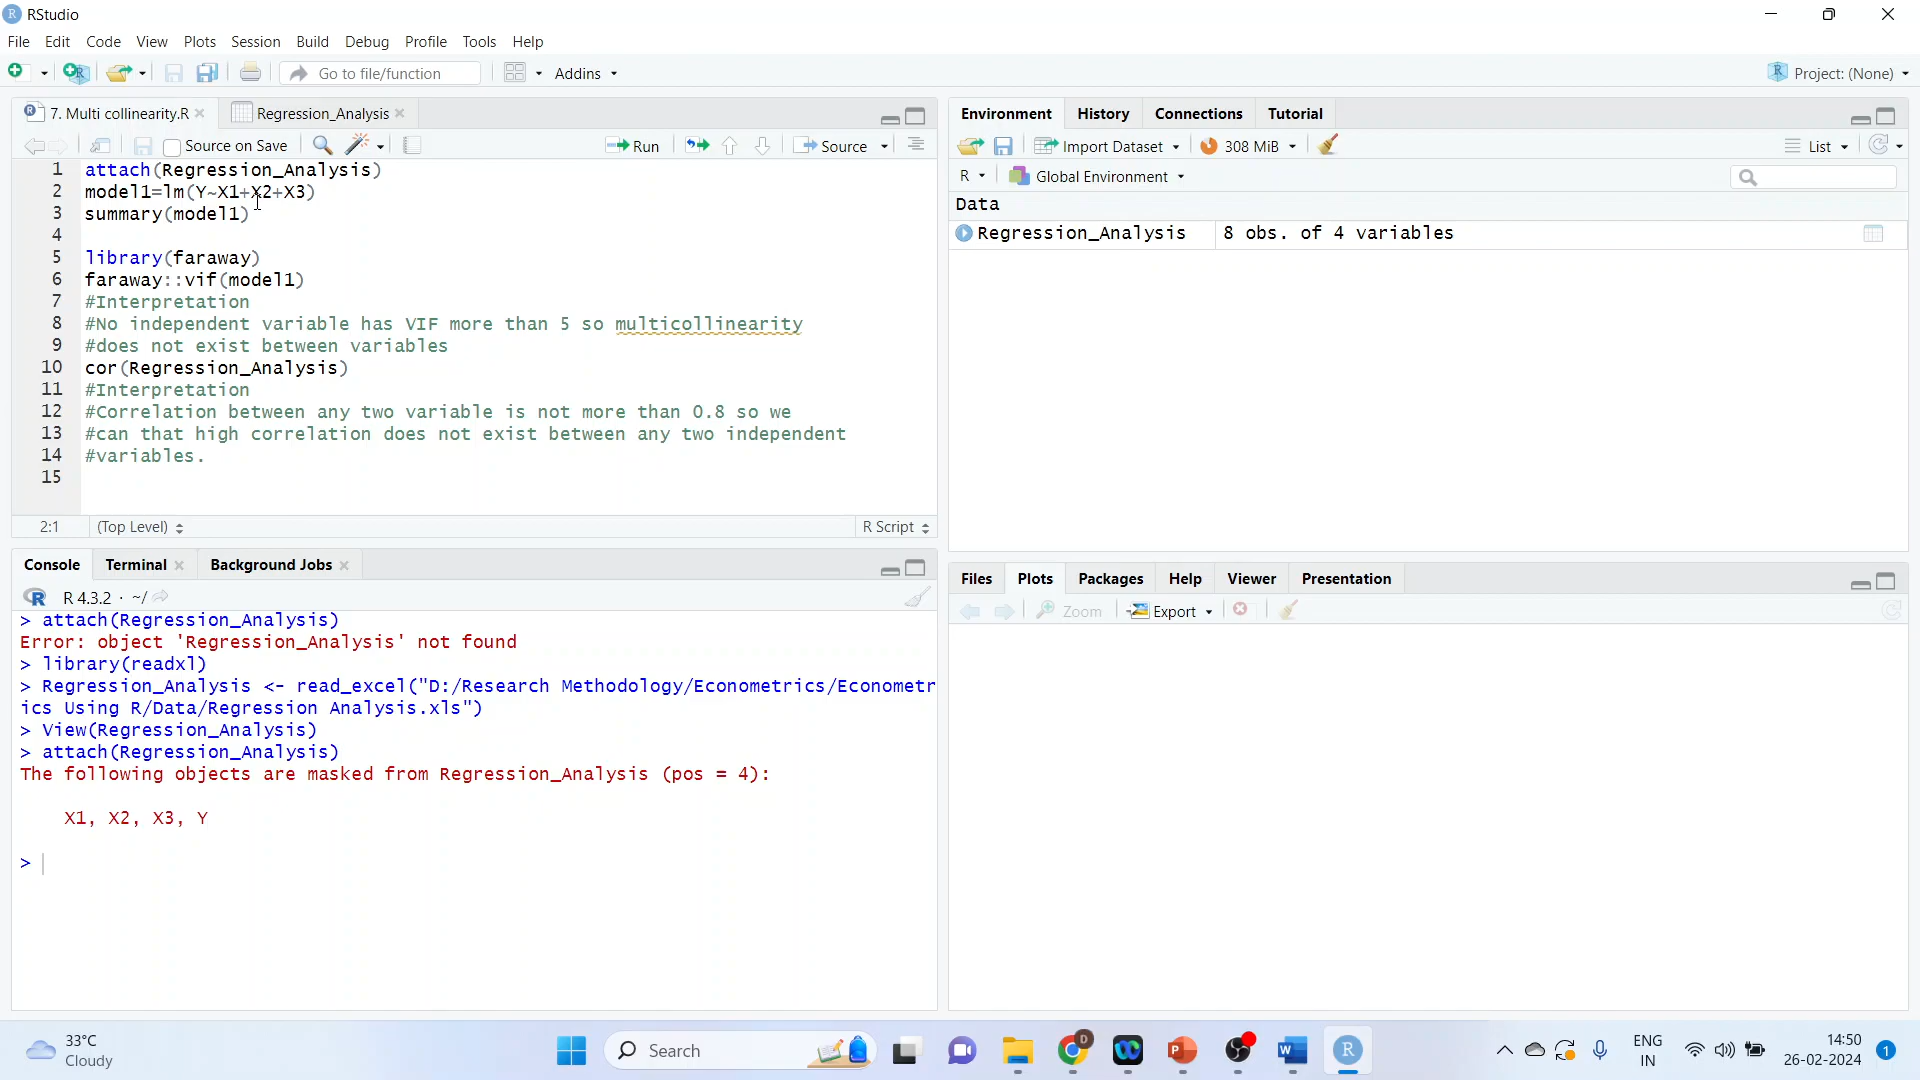 RStudio
File Edit Code View Plots Session Build Debug Profile Tools Help
Go to file/function Addins Project: (None)
7. Multi collinearity.R Regression_Analysis
Source on Save Run Source
1 attach(Regression_Analysis)
2 model1=lm(Y~X1+X2+X3)
3 summary(model1)
4
5 library(faraway)
6 faraway::vif(model1)
7 #Interpretation
8 #No independent variable has VIF more than 5 so multicollinearity
9 #does not exist between variables
10 cor(Regression_Analysis)
11 #Interpretation
12 #Correlation between any two variable is not more than 0.8 so we
13 #can that high correlation does not exist between any two independent
14 #variables.
15
2:1 (Top Level) R Script
Console Terminal Background Jobs
R 4.3.2 · ~/
> attach(Regression_Analysis)
Error: object 'Regression_Analysis' not found
> library(readxl)
> Regression_Analysis <- read_excel("D:/Research Methodology/Econometrics/Econometr
ics Using R/Data/Regression Analysis.xls")
> View(Regression_Analysis)
> attach(Regression_Analysis)
The following objects are masked from Regression_Analysis (pos = 4):
X1, X2, X3, Y
>
Environment History Connections Tutorial
Import Dataset 308 MiB List
R Global Environment
Data
Regression_Analysis 8 obs. of 4 variables
Files Plots Packages Help Viewer Presentation
Zoom Export
33°C
Cloudy
Search
ENG
IN
14:50
26-02-2024
1